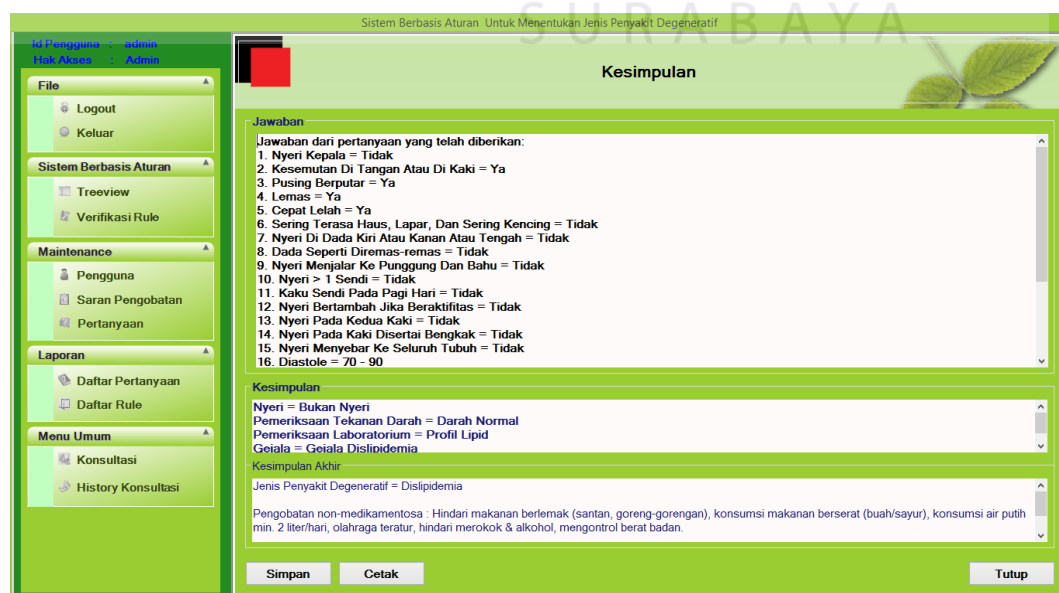 SURABAYA
Sistem Berbasis Aturan Untuk Menentukan Jenis Penyakit Degeneratif
Id Pengguna : admin
Hak Akses : Admin
File
Logout
Keluar
Sistem Berbasis Aturan
Treeview
Verifikasi Rule
Maintenance
Pengguna
Saran Pengobatan
Pertanyaan
Laporan
Daftar Pertanyaan
Daftar Rule
Menu Umum
Konsultasi
History Konsultasi
Kesimpulan
Jawaban
Jawaban dari pertanyaan yang telah diberikan:
1. Nyeri Kepala = Tidak
2. Kesemutan Di Tangan Atau Di Kaki = Ya
3. Pusing Berputar = Ya
4. Lemas = Ya
5. Cepat Lelah = Ya
6. Sering Terasa Haus, Lapar, Dan Sering Kencing = Tidak
7. Nyeri Di Dada Kiri Atau Kanan Atau Tengah = Tidak
8. Dada Seperti Diremas-remas = Tidak
9. Nyeri Menjalar Ke Punggung Dan Bahu = Tidak
10. Nyeri > 1 Sendi = Tidak
11. Kaku Sendi Pada Pagi Hari = Tidak
12. Nyeri Bertambah Jika Beraktifitas = Tidak
13. Nyeri Pada Kedua Kaki = Tidak
14. Nyeri Pada Kaki Disertai Bengkak = Tidak
15. Nyeri Menyebar Ke Seluruh Tubuh = Tidak
16. Diastole = 70 - 90
Kesimpulan
Nyeri = Bukan Nyeri
Pemeriksaan Tekanan Darah = Darah Normal
Pemeriksaan Laboratorium = Profil Lipid
Gejala = Gejala Dislipidemia
Kesimpulan Akhir
Jenis Penyakit Degeneratif = Dislipidemia
Pengobatan non-medikamentosa : Hindari makanan berlemak (santan, goreng-gorengan), konsumsi makanan berserat (buah/sayur), konsumsi air putih
min. 2 liter/hari, olahraga teratur, hindari merokok & alkohol, mengontrol berat badan.
Simpan
Cetak
Tutup